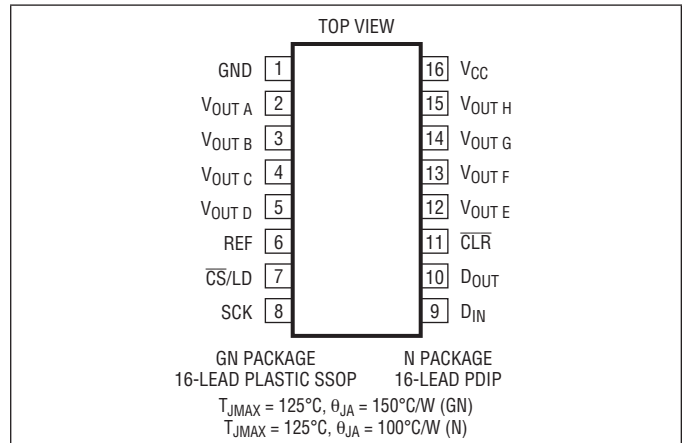 TOP VIEW
GND 1 16 VCC
VOUT A 2 15 VOUT H
VOUT B 3 14 VOUT G
VOUT C 4 13 VOUT F
VOUT D 5 12 VOUT E
REF 6 11 C̅L̅R̅
C̅S̅/LD 7 10 DOUT
SCK 8 9 DIN
GN PACKAGE N PACKAGE
16-LEAD PLASTIC SSOP 16-LEAD PDIP
TJMAX = 125°C, θJA = 150°C/W (GN)
TJMAX = 125°C, θJA = 100°C/W (N)